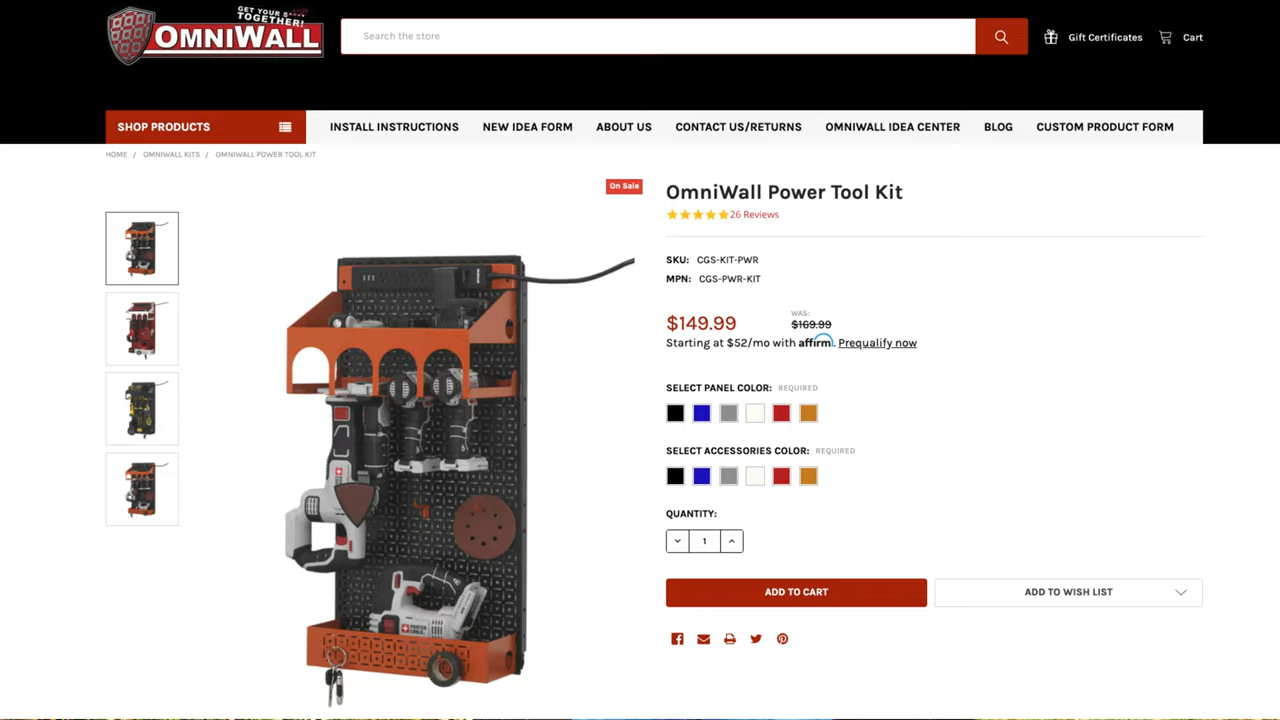 GET YOUR S
TOGETHER!
OMNIWALL
Search the store
Gift Certificates
Cart
SHOP PRODUCTS
INSTALL INSTRUCTIONS
NEW IDEA FORM
ABOUT US
CONTACT US/RETURNS
OMNIWALL IDEA CENTER
BLOG
CUSTOM PRODUCT FORM
HOME / OMNIWALL KITS / OMNIWALL POWER TOOL KIT
On Sale
OmniWall Power Tool Kit
26 Reviews
SKU: CGS-KIT-PWR
MPN: CGS-PWR-KIT
WAS:
$149.99 $169.99
Starting at $52/mo with affirm. Prequalify now
SELECT PANEL COLOR: REQUIRED
SELECT ACCESSORIES COLOR: REQUIRED
QUANTITY:
1
ADD TO CART
ADD TO WISH LIST
PORTER
CABLE